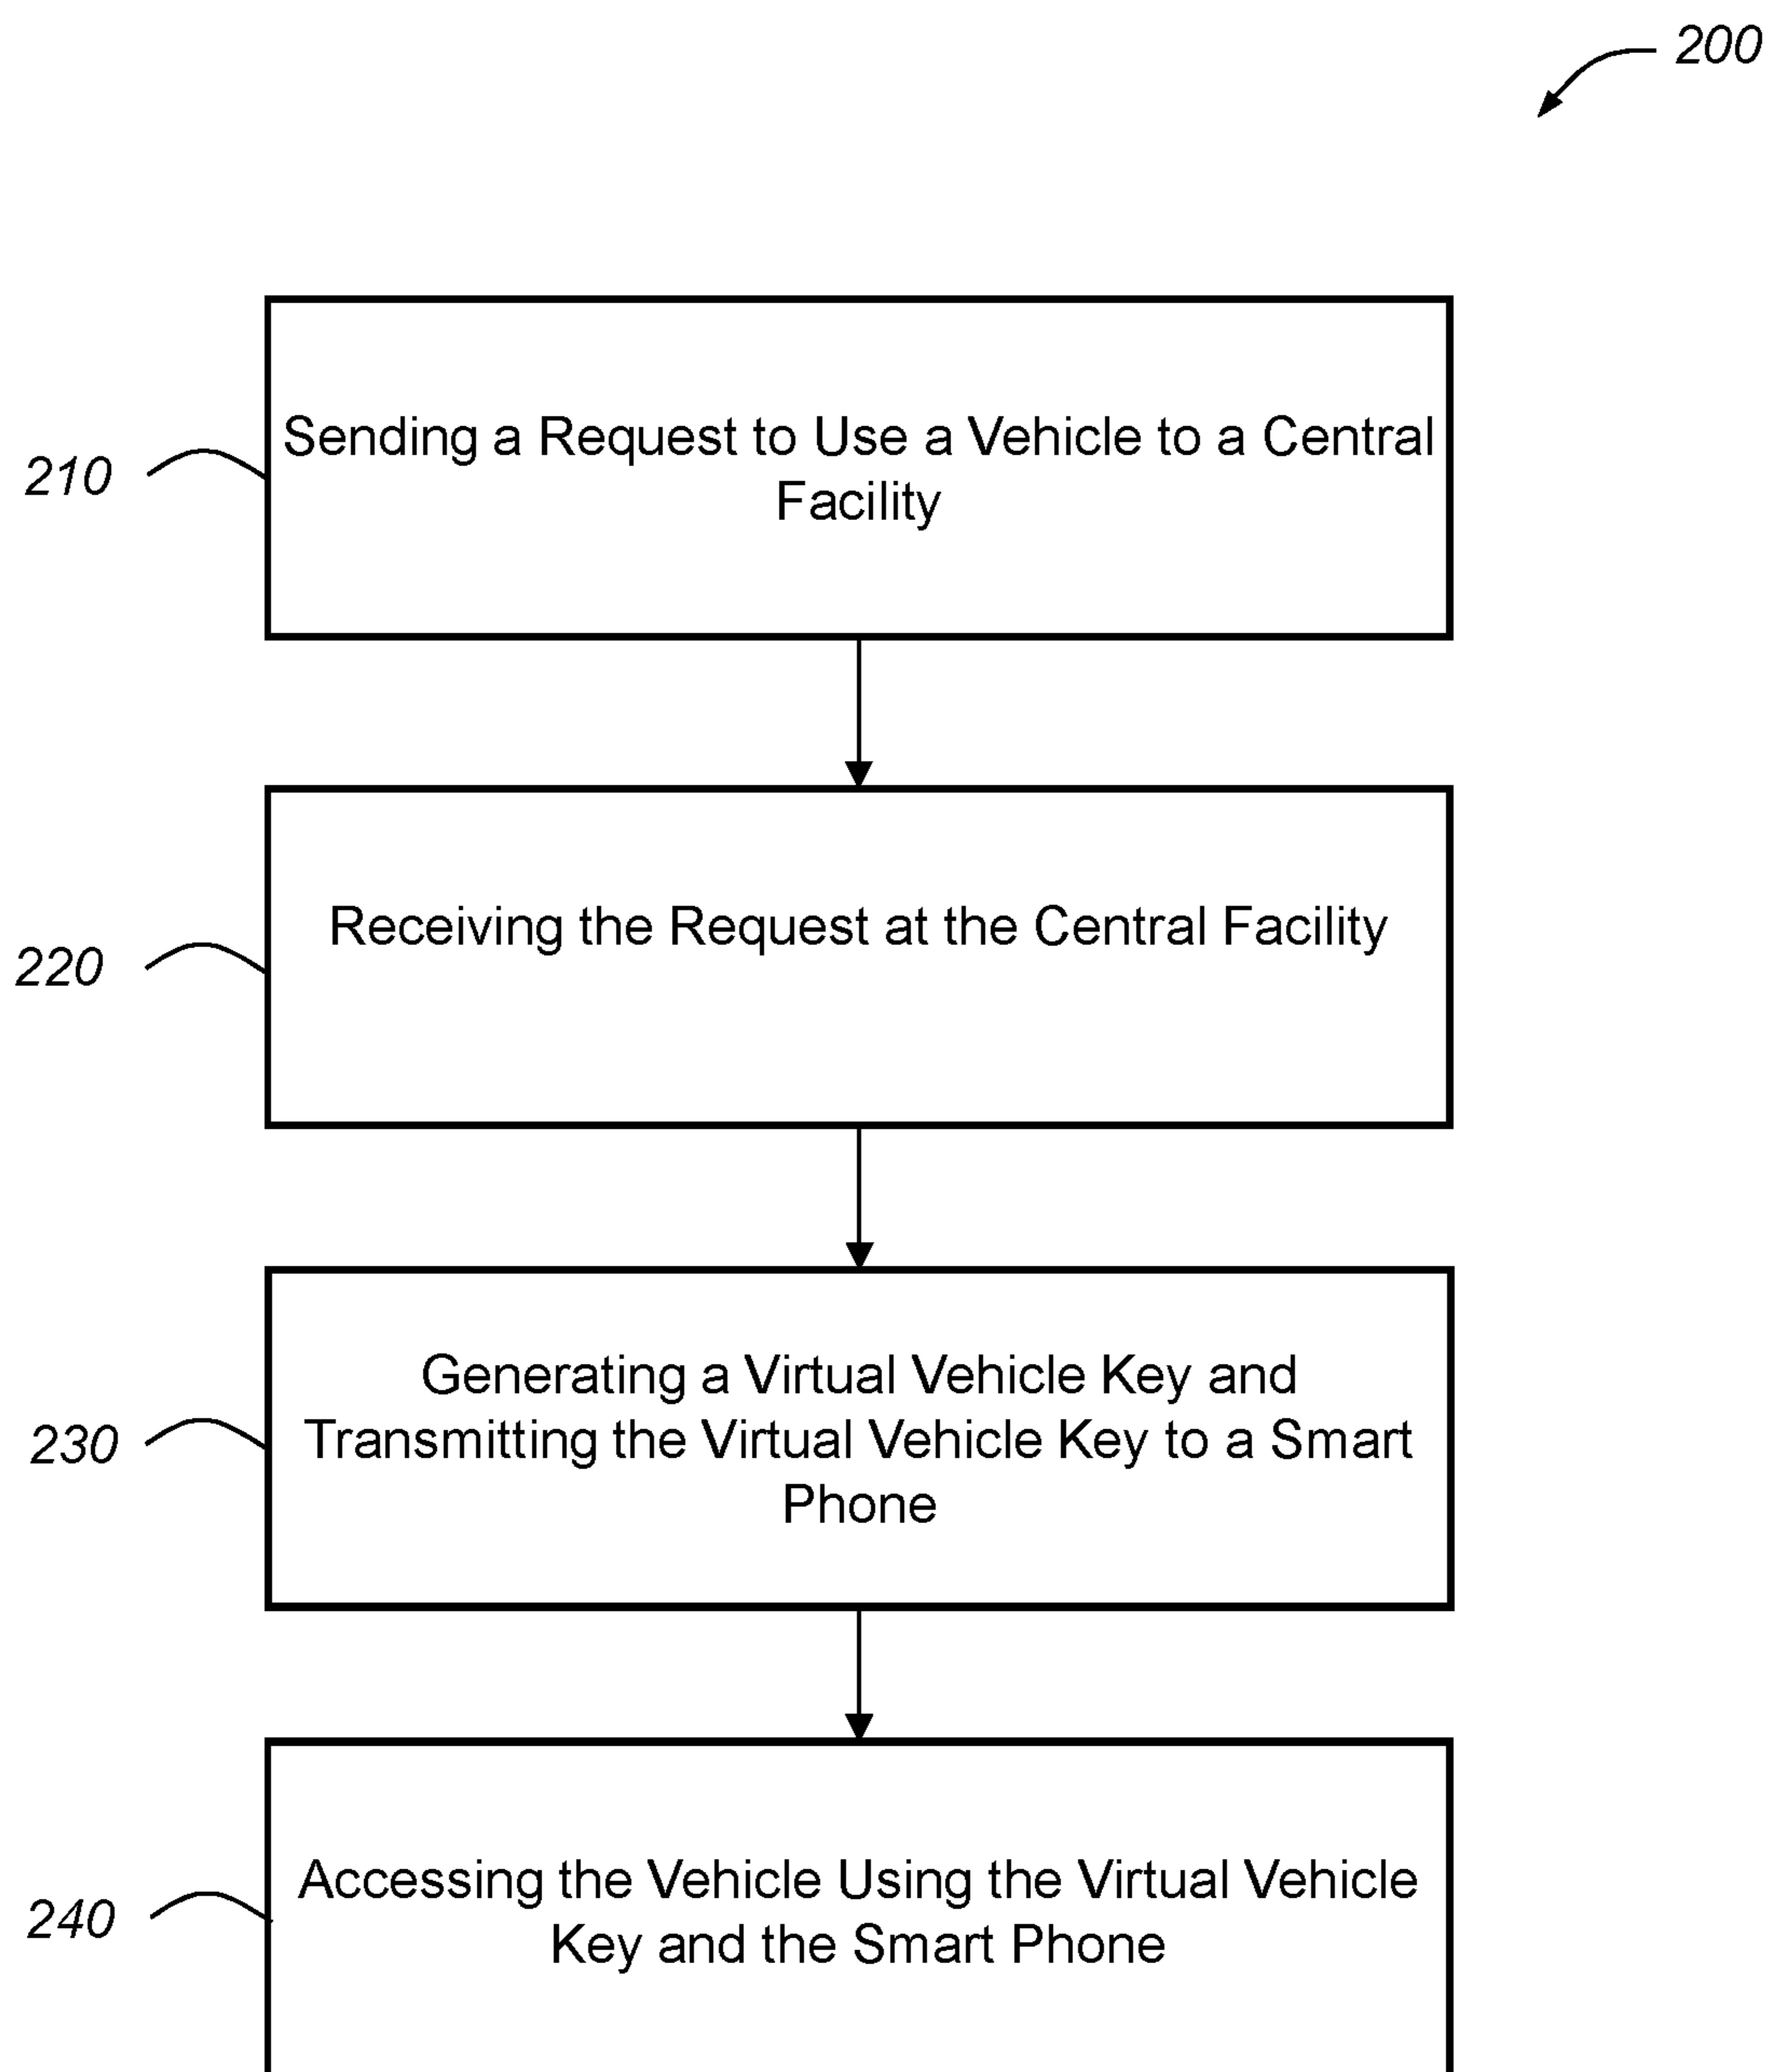 200
210
Sending a Request to Use a Vehicle to a Central
Facility
220
Receiving the Request at the Central Facility
230
Generating a Virtual Vehicle Key and
Transmitting the Virtual Vehicle Key to a Smart
Phone
240
Accessing the Vehicle Using the Virtual Vehicle
Key and the Smart Phone